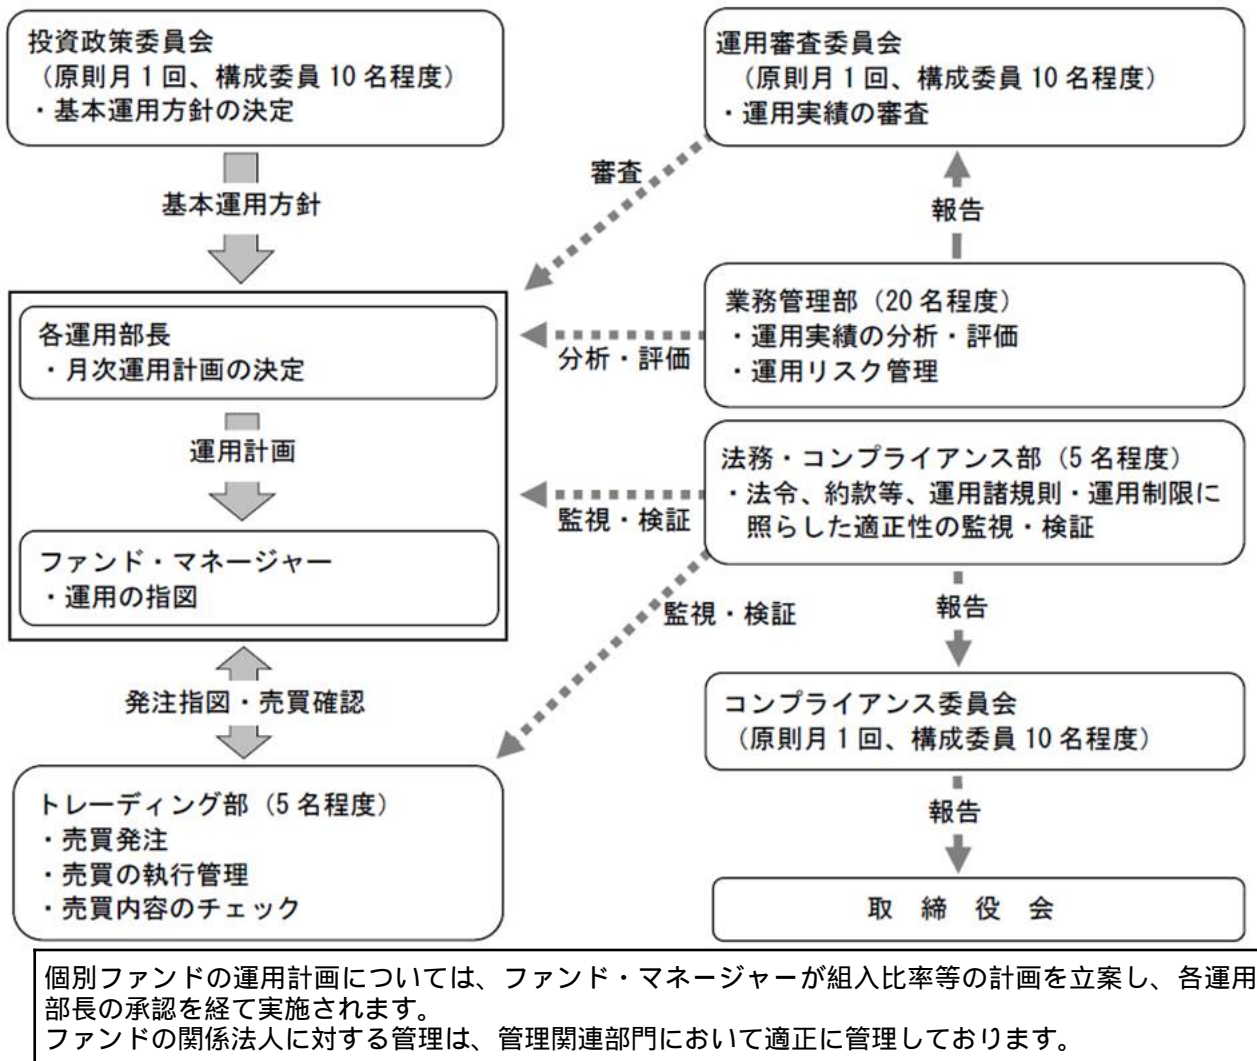 投資政策委員会
（原則月１回、構成委員 10 名程度）
・基本運用方針の決定
基本運用方針
各運用部長
・月次運用計画の決定
運用計画
ファンド・マネージャー
・運用の指図
発注指図・売買確認
トレーディング部（5 名程度）
・売買発注
・売買の執行管理
・売買内容のチェック
審査
分析・評価
監視・検証
監視・検証
運用審査委員会
（原則月１回、構成委員 10 名程度）
・運用実績の審査
報告
業務管理部（20 名程度）
・運用実績の分析・評価
・運用リスク管理
法務・コンプライアンス部（5 名程度）
・法令、約款等、運用諸規則・運用制限に
照らした適正性の監視・検証
報告
コンプライアンス委員会
（原則月１回、構成委員 10 名程度）
報告
取　締　役　会
個別ファンドの運用計画については、ファンド・マネージャーが組入比率等の計画を立案し、各運用
部長の承認を経て実施されます。
ファンドの関係法人に対する管理は、管理関連部門において適正に管理しております。